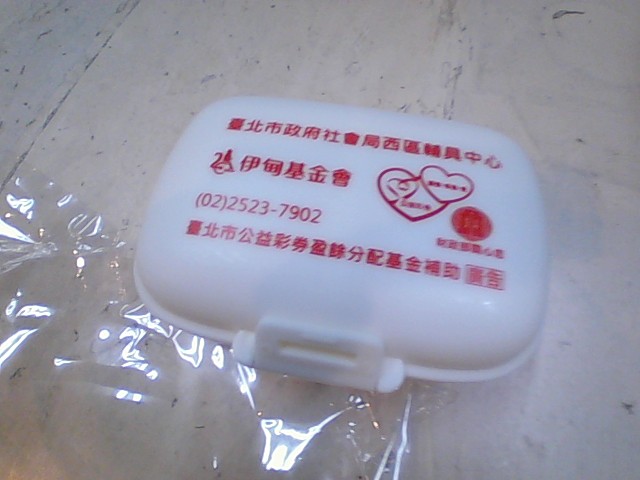 臺北市政府社會局西區輔具中心
伊甸基金會
(02)2523-7902
臺北市公益彩券盈餘分配基金補助 廣告